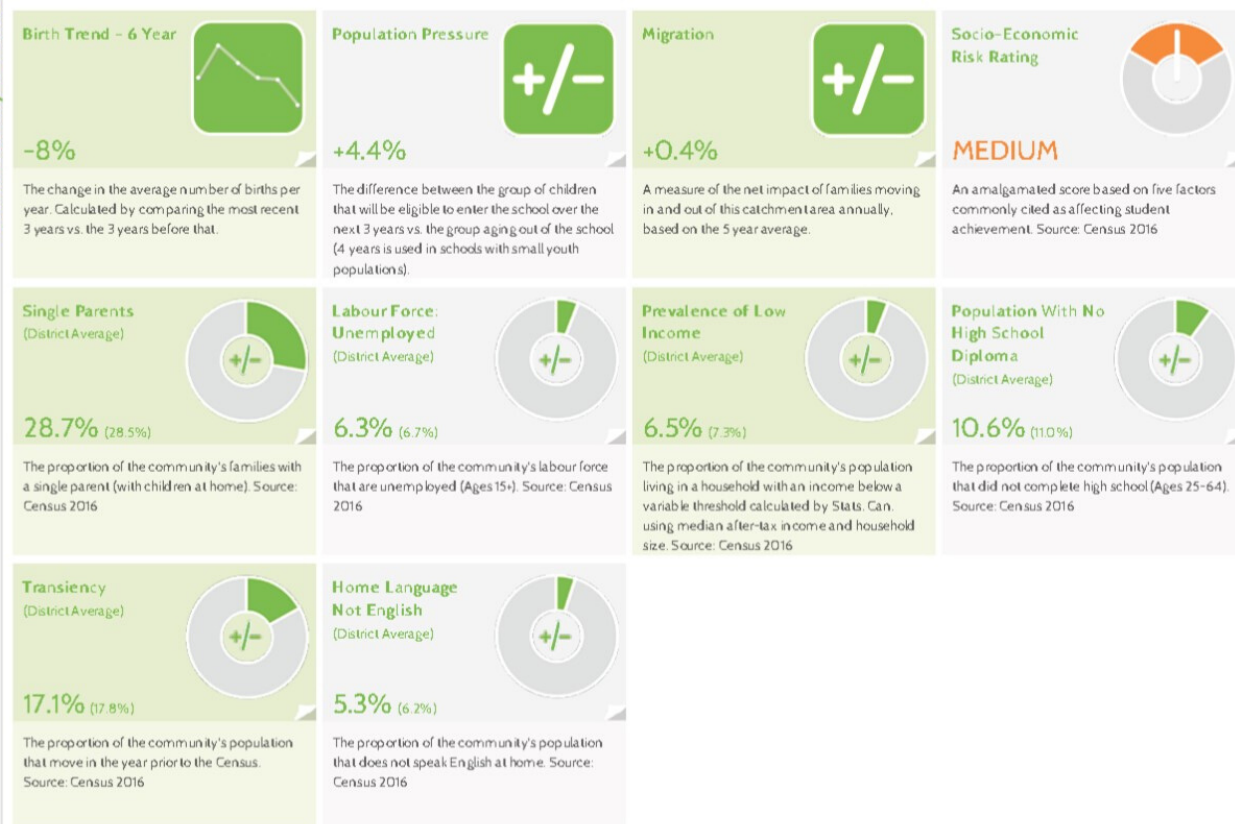 Birth Trend - 6 Year
+/-
-8%
The change in the average number of births per
year. Calculated by comparing the most recent
3 years vs. the 3 years before that.
Population Pressure
+/-
+4.4%
The difference between the group of children
that will be eligible to enter the school over the
next 3 years vs. the group aging out of the school
(4 years is used in schools with small youth
populations).
Migration
+0.4%
A measure of the net impact of families moving
in and out of this catchment area annually,
based on the 5 year average.
Socio-Economic
Risk Rating
MEDIUM
An amalgamated score based on five factors
commonly cited as affecting student
achievement. Source: Census 2016
Single Parents
(District Average)
+/-
28.7% (28.5%)
The proportion of the community's families with
a single parent (with children at home). Source:
Census 2016
Labour Force:
Unemployed
(District Average)
+/-
6.3% (6.7%)
The proportion of the community's labour force
that are unemployed (Ages 15+). Source: Census
2016
Prevalence of Low
Income
(District Average)
+/-
6.5% (7.3%)
The proportion of the community's population
living in a household with an income below a
variable threshold calculated by Stats. Can.
using median after-tax income and household
size. Source: Census 2016
Population With No
High School
Diploma
(District Average)
+/-
10.6% (11.0%)
The proportion of the community's population
that did not complete high school (Ages 25-64).
Source: Census 2016
Transiency
(District Average)
+/-
17.1% (17.8%)
The proportion of the community's population
that move in the year prior to the Census.
Source: Census 2016
Home Language
Not English
(District Average)
+/-
5.3% (6.2%)
The proportion of the community's population
that does not speak English at home. Source:
Census 2016